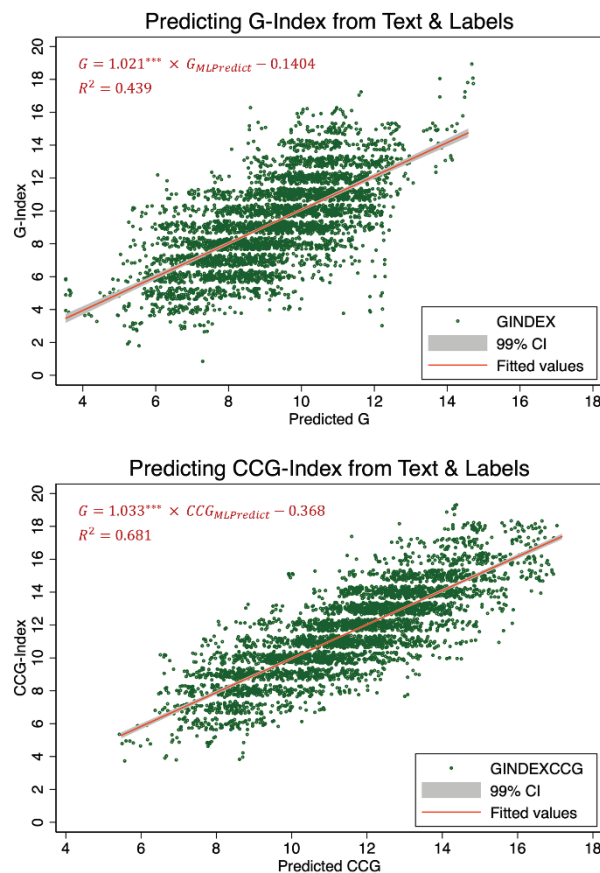 Predicting G-Index from Text & Labels
G = 1.021*** × G_MLPredict − 0.1404
R² = 0.439
G-Index
20
18
16
14
12
10
8
6
4
2
0
GINDEX
99% CI
Fitted values
4 6 8 10 12 14 16 18
Predicted G
Predicting CCG-Index from Text & Labels
G = 1.033*** × CCG_MLPredict − 0.368
R² = 0.681
CCG-Index
20
18
16
14
12
10
8
6
4
2
0
GINDEXCCG
99% CI
Fitted values
4 6 8 10 12 14 16 18
Predicted CCG